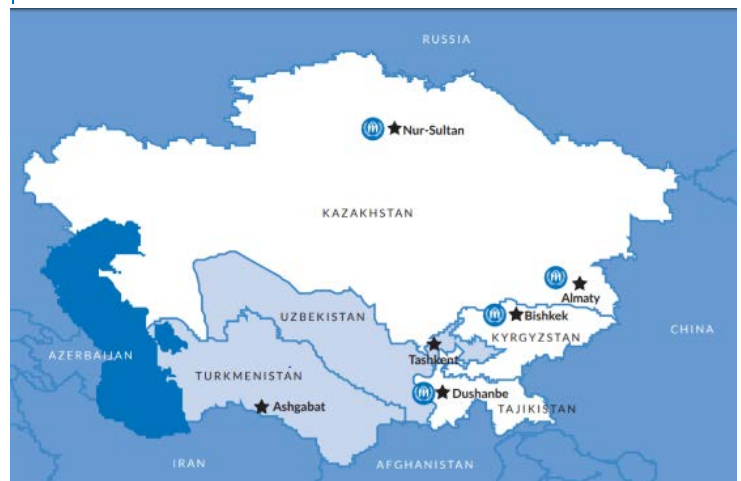 RUSSIA
Nur-Sultan
KAZAKHSTAN
Almaty
Bishkek
UZBEKISTAN
KYRGYZSTAN
CHINA
Tashkent
AZERBAIJAN
TURKMENISTAN
Dushanbe
Ashgabat
TAJIKISTAN
IRAN
AFGHANISTAN